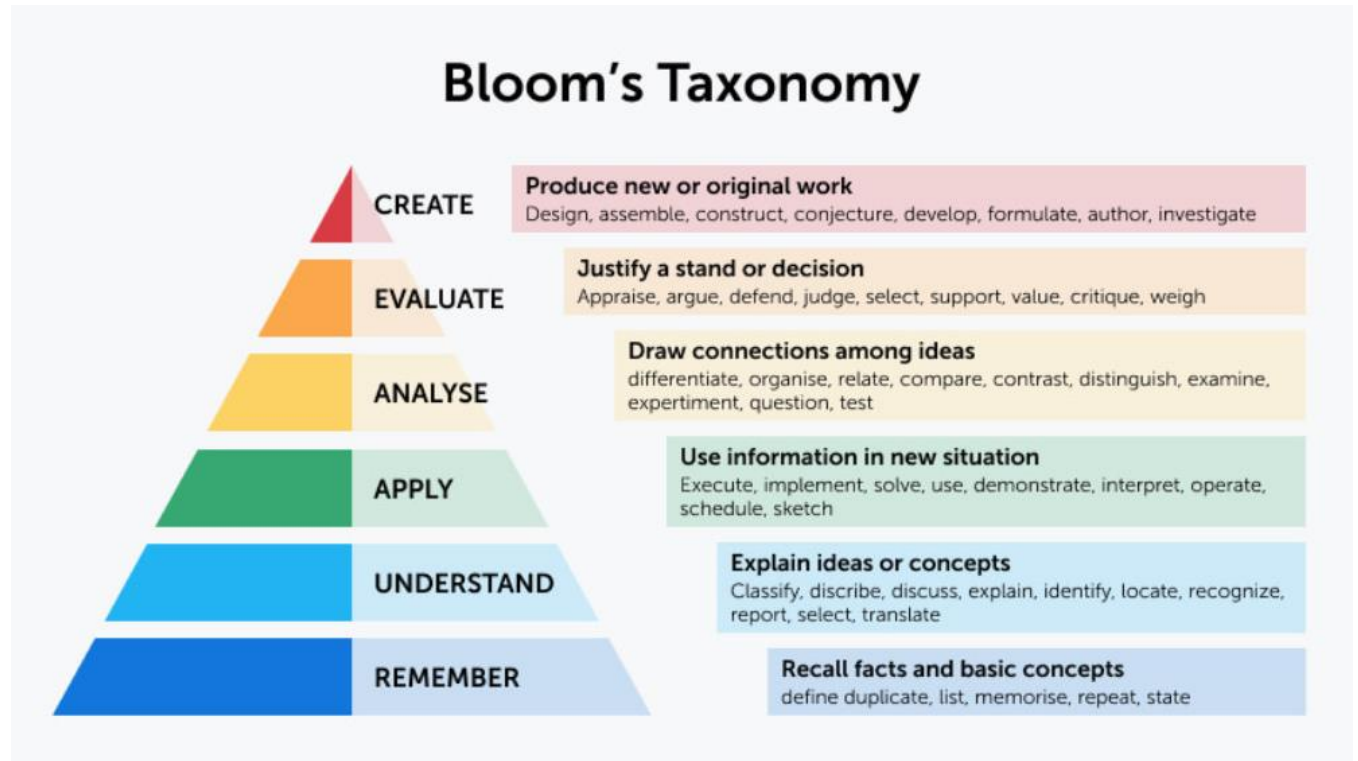 Bloom's Taxonomy
CREATE
Produce new or original work
Design, assemble, construct, conjecture, develop, formulate, author, investigate
EVALUATE
Justify a stand or decision
Appraise, argue, defend, judge, select, support, value, critique, weigh
ANALYSE
Draw connections among ideas
differentiate, organise, relate, compare, contrast, distinguish, examine,
expertiment, question, test
APPLY
Use information in new situation
Execute, implement, solve, use, demonstrate, interpret, operate,
schedule, sketch
UNDERSTAND
Explain ideas or concepts
Classify, discribe, discuss, explain, identify, locate, recognize,
report, select, translate
REMEMBER
Recall facts and basic concepts
define duplicate, list, memorise, repeat, state